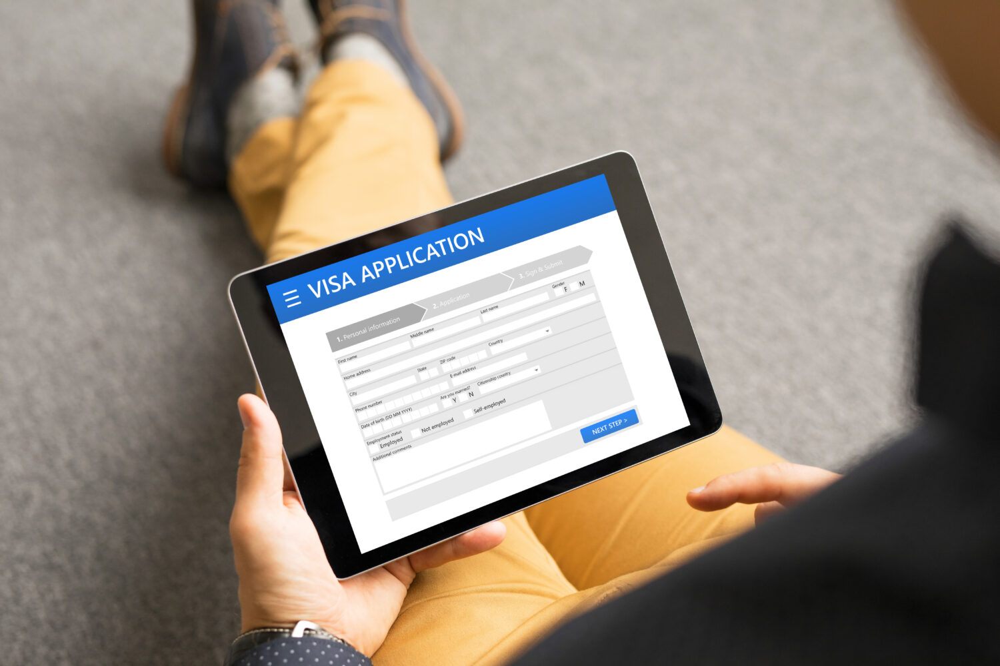 VISA APPLICATION
1. Personal information
2. Application
3. Sign & Submit
First name
Middle name
Last name
Gender
F
M
Home address
City
State
ZIP code
Country
Phone number
E-mail address
Date of birth (DD MM YYYY)
Are you married?
Y
N
Citizenship country
Employment status
Employed
Not employed
Self-employed
Additional comments
NEXT STEP >